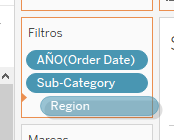 Filtros
AÑO(Order Date)
Sub-Category
Region
Marcas